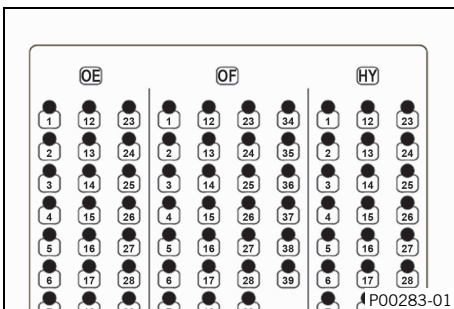 OE OF HY
1 12 23 1 12 23 34 1 12 23
2 13 24 2 13 24 35 2 13 24
3 14 25 3 14 25 36 3 14 25
4 15 26 4 15 26 37 4 15 26
5 16 27 5 16 27 38 5 16 27
6 17 28 6 17 28 39 6 17 28
P00283-01